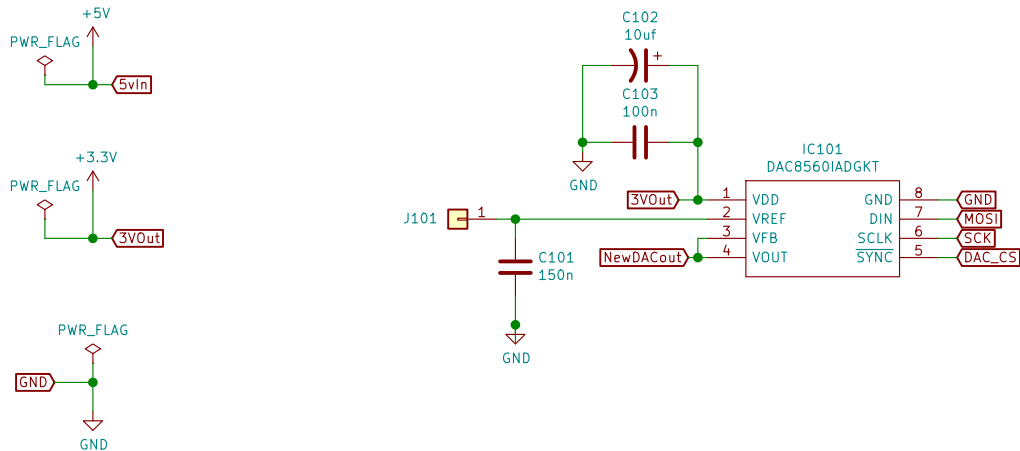 +5V
PWR_FLAG
5vIn
+3.3V
PWR_FLAG
3VOut
PWR_FLAG
GND
GND
C102
10uf
+
C103
100n
GND
IC101
DAC8560IADGKT
3VOut
1
VDD
GND
8
GND
J101
1
2
VREF
DIN
7
MOSI
3
VFB
SCLK
6
SCK
NewDACout
4
VOUT
SYNC
5
DAC_CS
C101
150n
GND